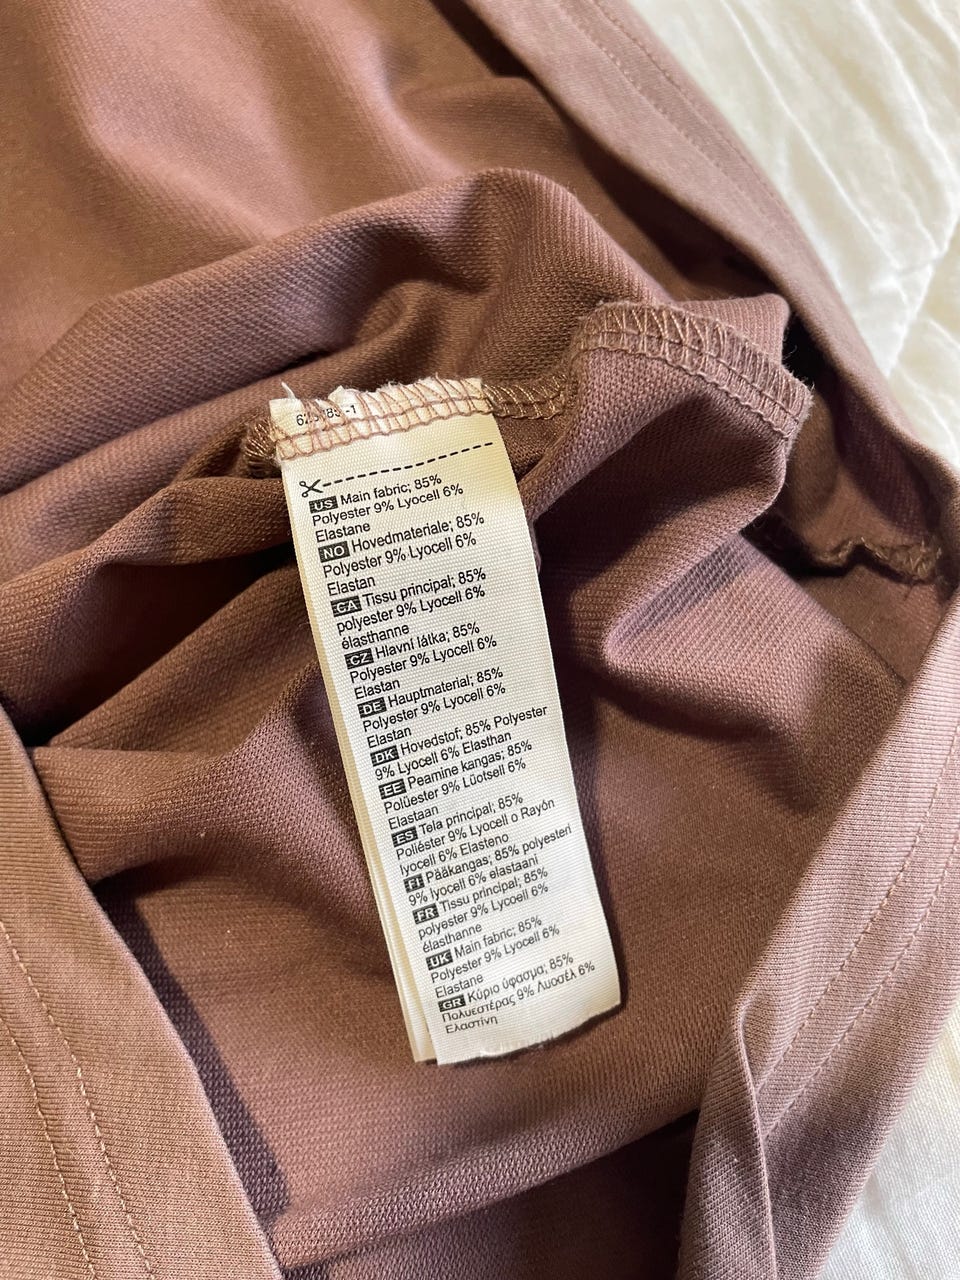 US Main fabric; 85%
Polyester 9% Lyocell 6%
Elastane
NO Hovedmateriale; 85%
Polyester 9% Lyocell 6%
Elastan
CA Tissu principal; 85%
polyester 9% Lyocell 6%
élasthanne
CZ Hlavní látka; 85%
Polyester 9% Lyocell 6%
Elastan
DE Hauptmaterial; 85%
Polyester 9% Lyocell 6%
Elastan
DK Hovedstof; 85% Polyester
9% Lyocell 6% Elasthan
EE Peamine kangas; 85%
Polüester 9% Lüotsell 6%
Elastaan
ES Tela principal; 85%
Poliéster 9% Lyocell o Rayón
lyocell 6% Elasteno
FI Pääkangas; 85% polyesteri
9% lyocell 6% elastaani
FR Tissu principal; 85%
polyester 9% Lycoell 6%
élasthanne
UK Main fabric; 85%
Polyester 9% Lyocell 6%
Elastane
GR Κύριο ύφασμα; 85%
Πολυεστέρας 9% Λυοσέλ 6%
Ελαστίνη